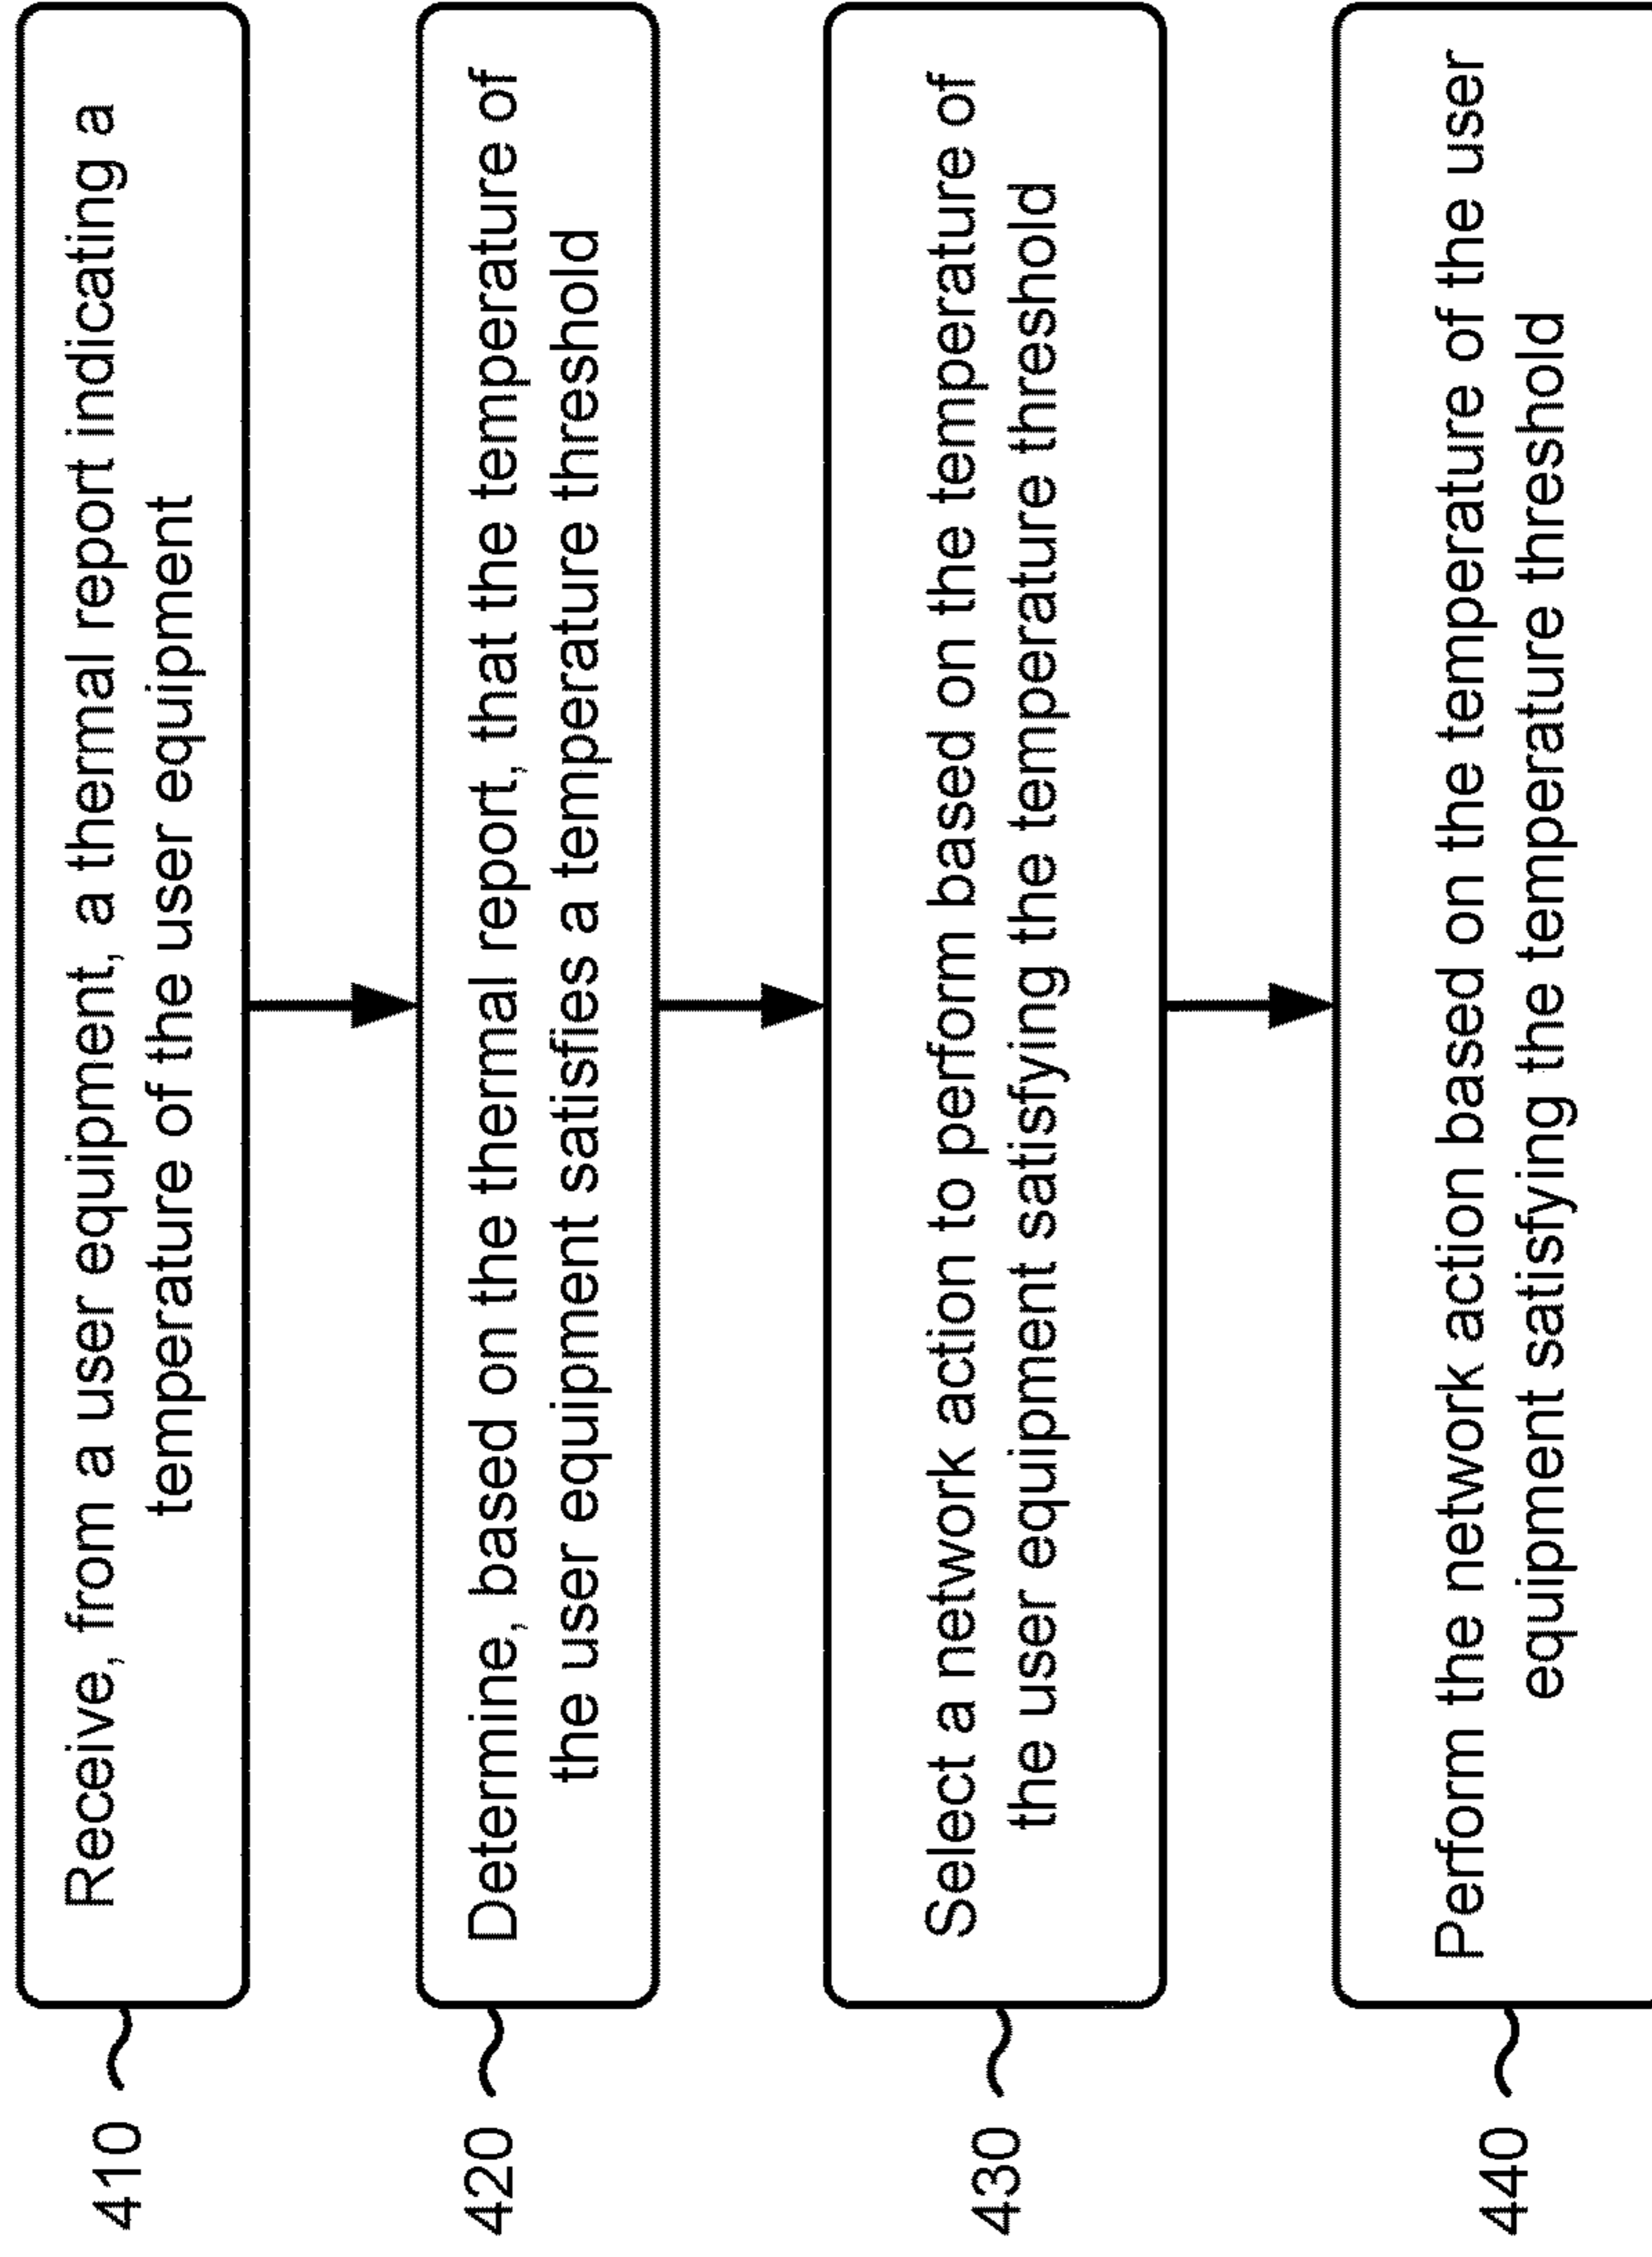 410
Receive, from a user equipment, a thermal report indicating a
temperature of the user equipment
420
Determine, based on the thermal report, that the temperature of
the user equipment satisfies a temperature threshold
430
Select a network action to perform based on the temperature of
the user equipment satisfying the temperature threshold
440
Perform the network action based on the temperature of the user
equipment satisfying the temperature threshold